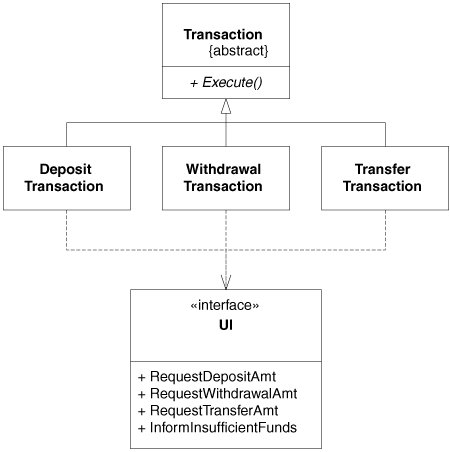 Transaction
{abstract}
+ Execute()
Deposit
Transaction
Withdrawal
Transaction
Transfer
Transaction
«interface»
UI
+ RequestDepositAmt
+ RequestWithdrawalAmt
+ RequestTransferAmt
+ InformInsufficientFunds